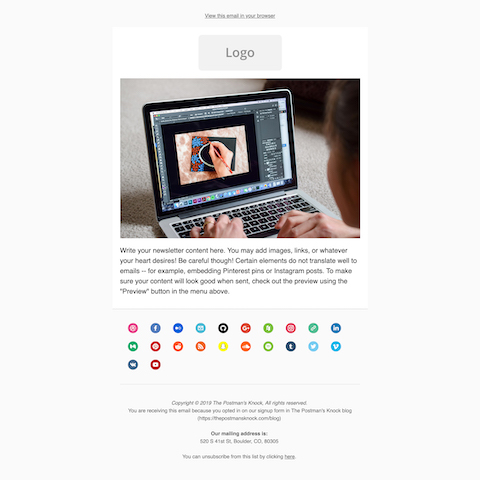 View this email in your browser
Logo
Write your newsletter content here. You may add images, links, or whatever
your heart desires! Be careful though! Certain elements do not translate well to
emails -- for example, embedding Pinterest pins or Instagram posts. To make
sure your content will look good when sent, check out the preview using the
"Preview" button in the menu above.
Copyright © 2019 The Postman's Knock, All rights reserved.
You are receiving this email because you opted in on our signup form in The Postman's Knock blog
(https://thepostmansknock.com/blog)
Our mailing address is:
520 S 41st St, Boulder, CO, 80305
You can unsubscribe from this list by clicking here.